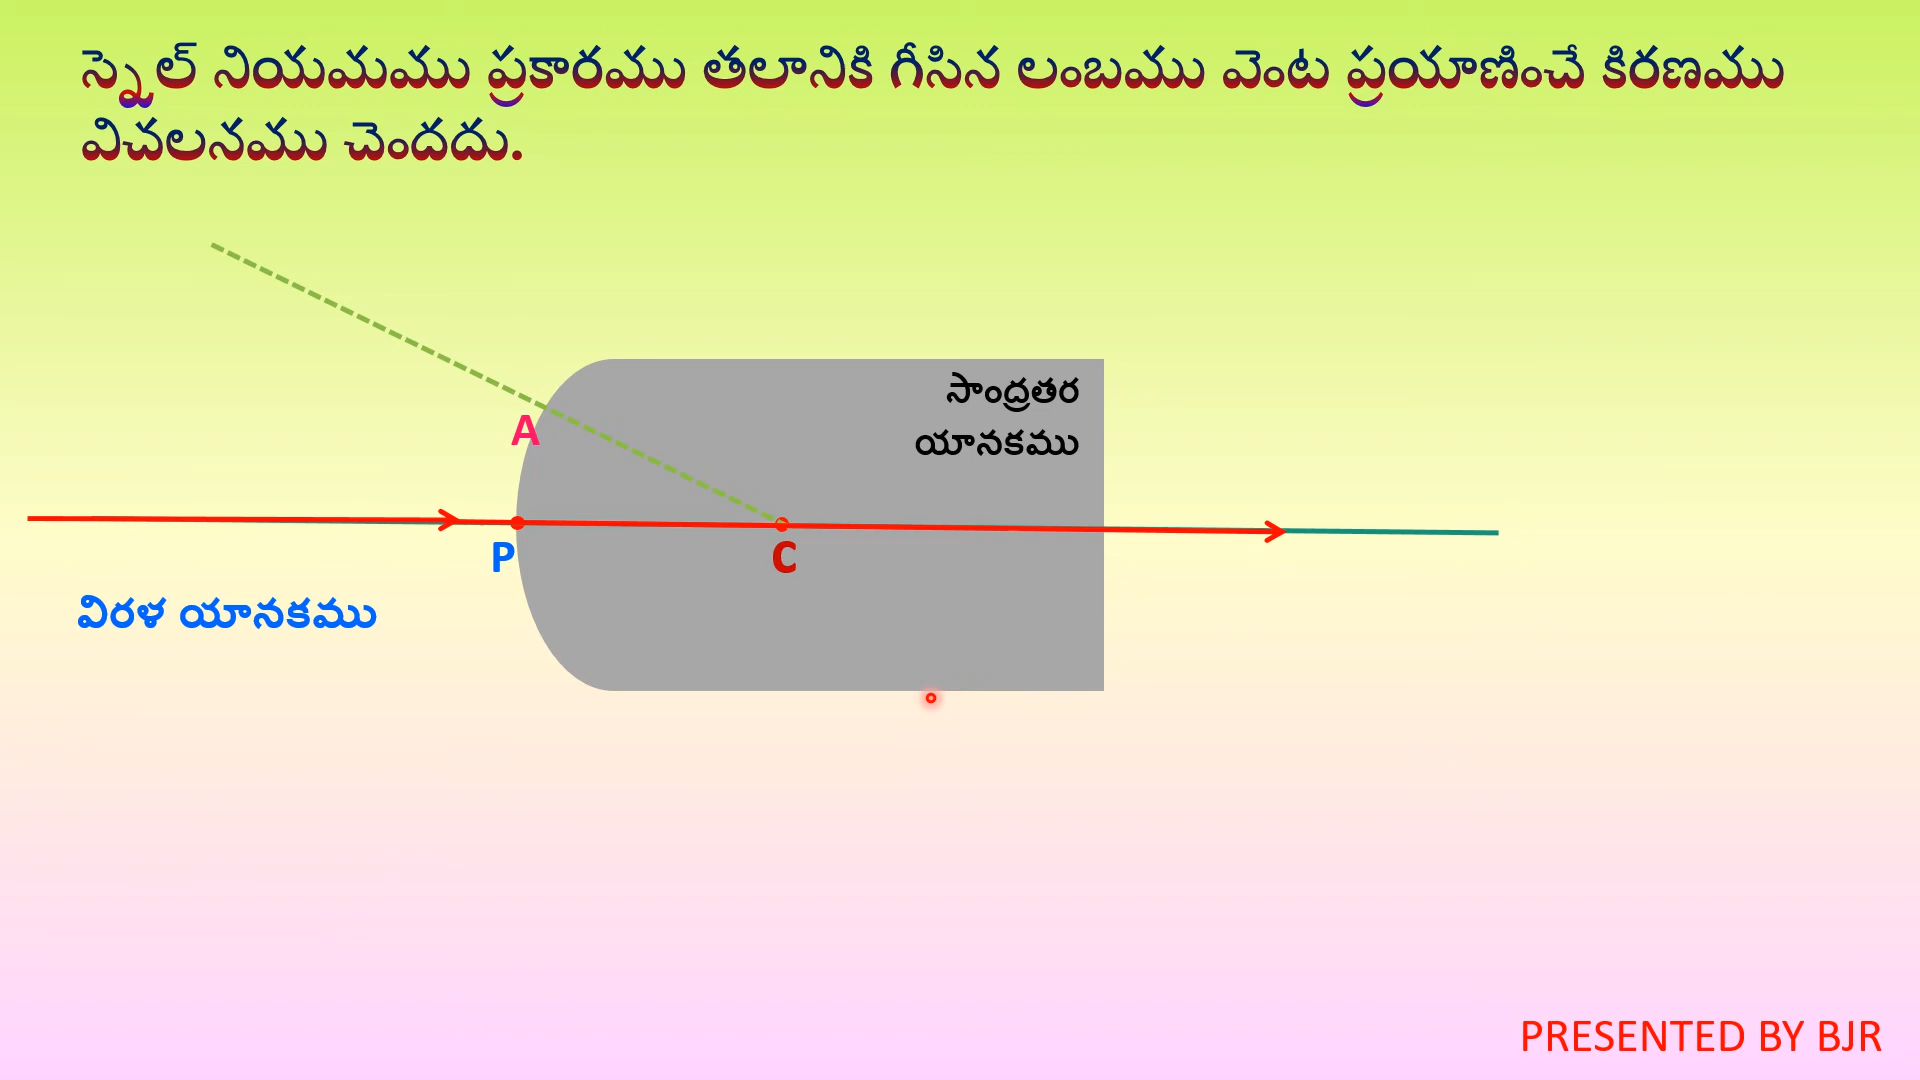 స్నెల్ నియమము ప్రకారము తలానికి గీసిన లంబము వెంట ప్రయాణించే కిరణము
విచలనము చెందదు.
సాంద్రతర
యానకము
A
P
C
విరళ యానకము
PRESENTED BY BJR